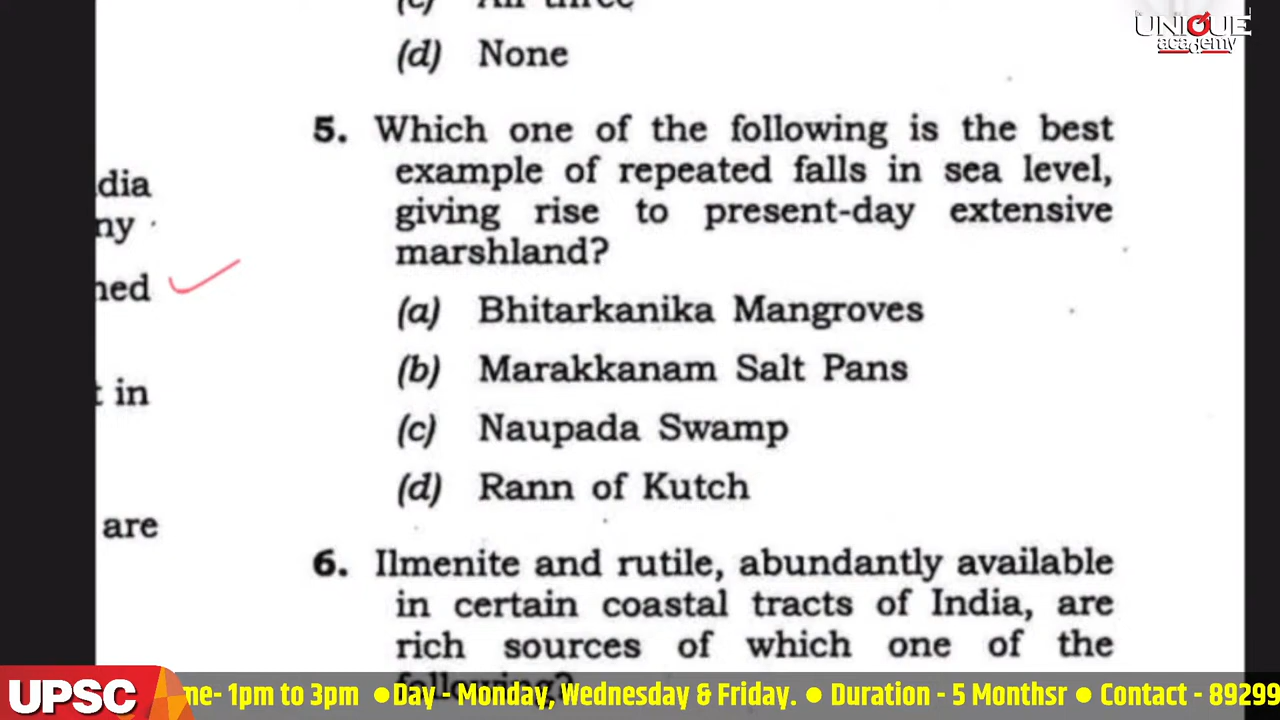 (c) All three
UNIQUE
academy
(d) None
5. Which one of the following is the best
example of repeated falls in sea level,
giving rise to present-day extensive
marshland?
(a) Bhitarkanika Mangroves
(b) Marakkanam Salt Pans
(c) Naupada Swamp
(d) Rann of Kutch
6. Ilmenite and rutile, abundantly available
in certain coastal tracts of India, are
rich sources of which one of the
following?
dia
ny
ned
t in
are
UPSC
me- 1pm to 3pm ●Day - Monday, Wednesday & Friday. ● Duration - 5 Monthsr ● Contact - 89299